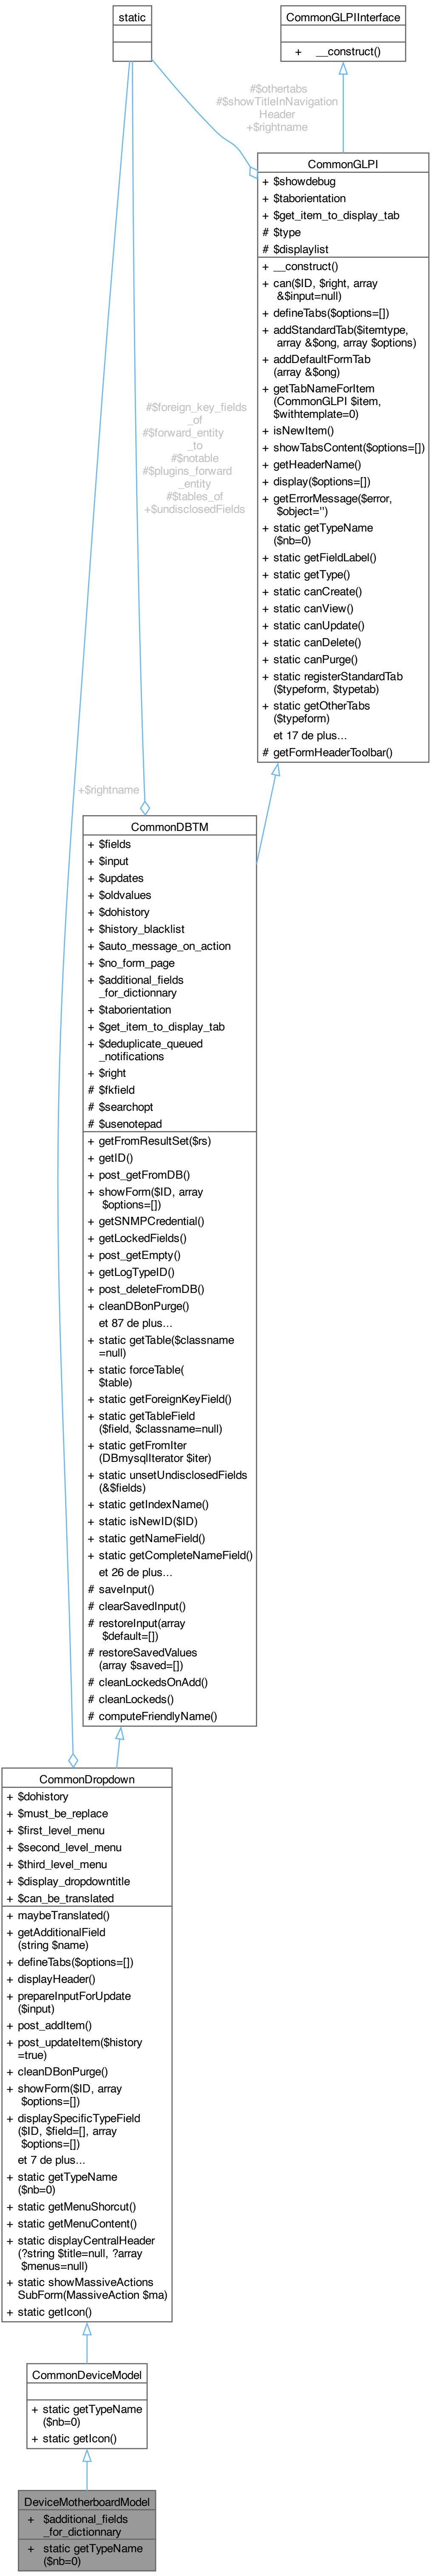 static
CommonGLPIInterface
+ __construct()
#$othertabs
#$showTitleInNavigation
Header
+$rightname
CommonGLPI
+ $showdebug
+ $taborientation
+ $get_item_to_display_tab
# $type
# $displaylist
+ __construct()
+ can($ID, $right, array
&$input=null)
+ defineTabs($options=[])
+ addStandardTab($itemtype,
array &$ong, array $options)
+ addDefaultFormTab
(array &$ong)
+ getTabNameForItem
(CommonGLPI $item,
$withtemplate=0)
+ isNewItem()
+ showTabsContent($options=[])
+ getHeaderName()
+ display($options=[])
+ getErrorMessage($error,
$object='')
+ static getTypeName
($nb=0)
+ static getFieldLabel()
+ static getType()
+ static canCreate()
+ static canView()
+ static canUpdate()
+ static canDelete()
+ static canPurge()
+ static registerStandardTab
($typeform, $typetab)
+ static getOtherTabs
($typeform)
et 17 de plus...
# getFormHeaderToolbar()
#$foreign_key_fields
_of
#$forward_entity
_to
#$notable
#$plugins_forward
_entity
#$tables_of
+$undisclosedFields
+$rightname
CommonDBTM
+ $fields
+ $input
+ $updates
+ $oldvalues
+ $dohistory
+ $history_blacklist
+ $auto_message_on_action
+ $no_form_page
+ $additional_fields
_for_dictionnary
+ $taborientation
+ $get_item_to_display_tab
+ $deduplicate_queued
_notifications
+ $right
# $fkfield
# $searchopt
# $usenotepad
+ getFromResultSet($rs)
+ getID()
+ post_getFromDB()
+ showForm($ID, array
$options=[])
+ getSNMPCredential()
+ getLockedFields()
+ post_getEmpty()
+ getLogTypeID()
+ post_deleteFromDB()
+ cleanDBonPurge()
et 87 de plus...
+ static getTable($classname
=null)
+ static forceTable(
$table)
+ static getForeignKeyField()
+ static getTableField
($field, $classname=null)
+ static getFromIter
(DBmysqlIterator $iter)
+ static unsetUndisclosedFields
(&$fields)
+ static getIndexName()
+ static isNewID($ID)
+ static getNameField()
+ static getCompleteNameField()
et 26 de plus...
# saveInput()
# clearSavedInput()
# restoreInput(array
$default=[])
# restoreSavedValues
(array $saved=[])
# cleanLockedsOnAdd()
# cleanLockeds()
# computeFriendlyName()
CommonDropdown
+ $dohistory
+ $must_be_replace
+ $first_level_menu
+ $second_level_menu
+ $third_level_menu
+ $display_dropdowntitle
+ $can_be_translated
+ maybeTranslated()
+ getAdditionalField
(string $name)
+ defineTabs($options=[])
+ displayHeader()
+ prepareInputForUpdate
($input)
+ post_addItem()
+ post_updateItem($history
=true)
+ cleanDBonPurge()
+ showForm($ID, array
$options=[])
+ displaySpecificTypeField
($ID, $field=[], array
$options=[])
et 7 de plus...
+ static getTypeName
($nb=0)
+ static getMenuShorcut()
+ static getMenuContent()
+ static displayCentralHeader
(?string $title=null, ?array
$menus=null)
+ static showMassiveActions
SubForm(MassiveAction $ma)
+ static getIcon()
CommonDeviceModel
+ static getTypeName
($nb=0)
+ static getIcon()
DeviceMotherboardModel
+ $additional_fields
_for_dictionnary
+ static getTypeName
($nb=0)